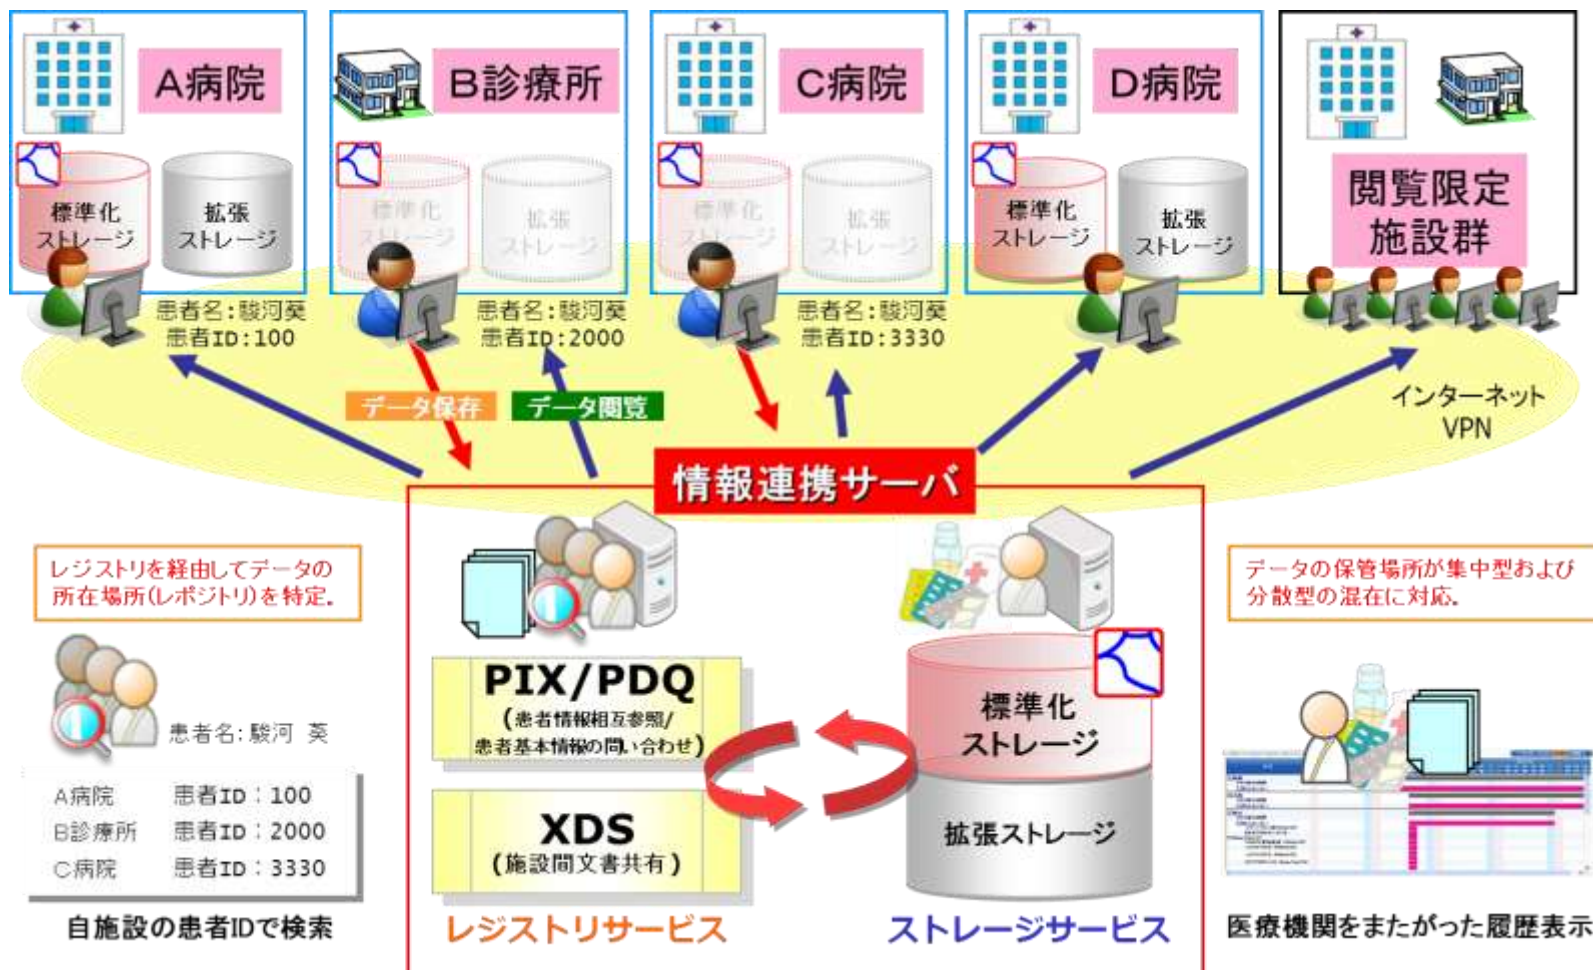 A病院
B診療所
C病院
D病院
閲覧限定
施設群
標準化
ストレージ
拡張
ストレージ
標準化
ストレージ
拡張
ストレージ
標準化
ストレージ
拡張
ストレージ
標準化
ストレージ
拡張
ストレージ
患者名:駿河葵
患者ID:100
患者名:駿河葵
患者ID:2000
患者名:駿河葵
患者ID:3330
データ保存
データ閲覧
インターネット
VPN
情報連携サーバ
レジストリを経由してデータの
所在場所(レポジトリ)を特定。
データの保管場所が集中型および
分散型の混在に対応。
患者名:駿河 葵
A病院 患者ID:100
B診療所 患者ID:2000
C病院 患者ID:3330
自施設の患者IDで検索
PIX/PDQ
(患者情報相互参照/
患者基本情報の問い合わせ)
XDS
(施設間文書共有)
レジストリサービス
標準化
ストレージ
拡張ストレージ
ストレージサービス
医療機関をまたがった履歴表示